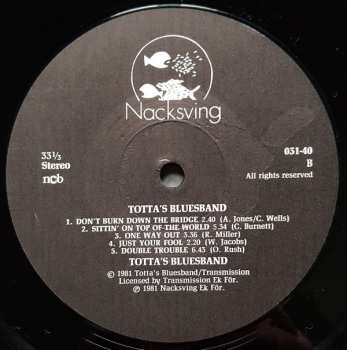 Nacksving
33⅓
Stereo
ncb
031-40
B
All rights reserved
TOTTA'S BLUESBAND
1. DON'T BURN DOWN THE BRIDGE 2.40 (A. Jones/C. Wells)
2. SITTIN' ON TOP OF-THE WORLD 5.34 (C. Burnett)
3. ONE WAY OUT 3.36 (R. Miller)
4. JUST YOUR FOOL 2.20 (W. Jacobs)
5. DOUBLE TROUBLE 6.43 (O. Rush)
TOTTA'S BLUESBAND
© 1981 Totta's Bluesband/Transmission
Licensed by Transmission Ek För.
℗ 1981 Nacksving Ek För.